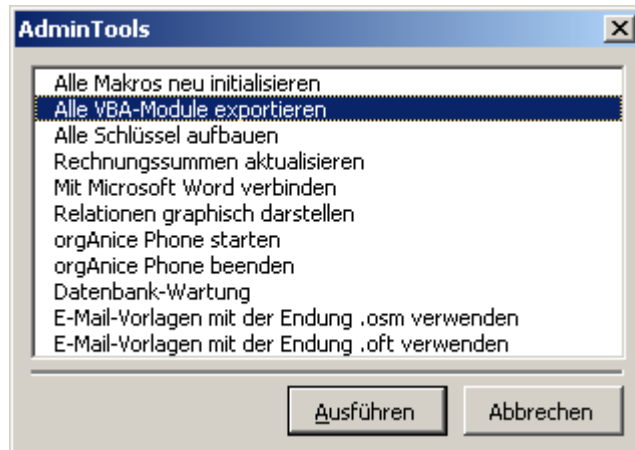 AdminTools
Alle Makros neu initialisieren
Alle VBA-Module exportieren
Alle Schlüssel aufbauen
Rechnungssummen aktualisieren
Mit Microsoft Word verbinden
Relationen graphisch darstellen
orgAnice Phone starten
orgAnice Phone beenden
Datenbank-Wartung
E-Mail-Vorlagen mit der Endung .osm verwenden
E-Mail-Vorlagen mit der Endung .oft verwenden
Ausführen Abbrechen